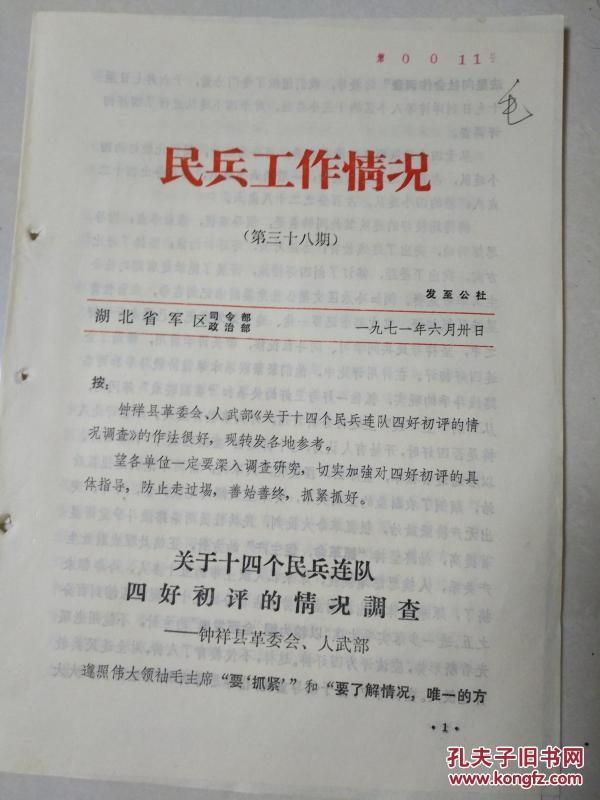 第 0011号
毛
民兵工作情况
（第三十八期）
发至公社
湖北省军区司令部政治部 一九七一年六月卅日
按：
钟祥县革委会、人武部《关于十四个民兵连队四好初评的情
况调查》的作法很好，现转发各地参考。
望各单位一定要深入调查研究，切实加強对四好初评的具
体指导，防止走过場，善始善终，抓紧抓好。
关于十四个民兵连队
四好初评的情况調查
——钟祥县革委会、人武部
遵照伟大领袖毛主席“要‘抓紧’”和“要了解情况，唯一的方
·1·
孔夫子旧书网
www.kongfz.com